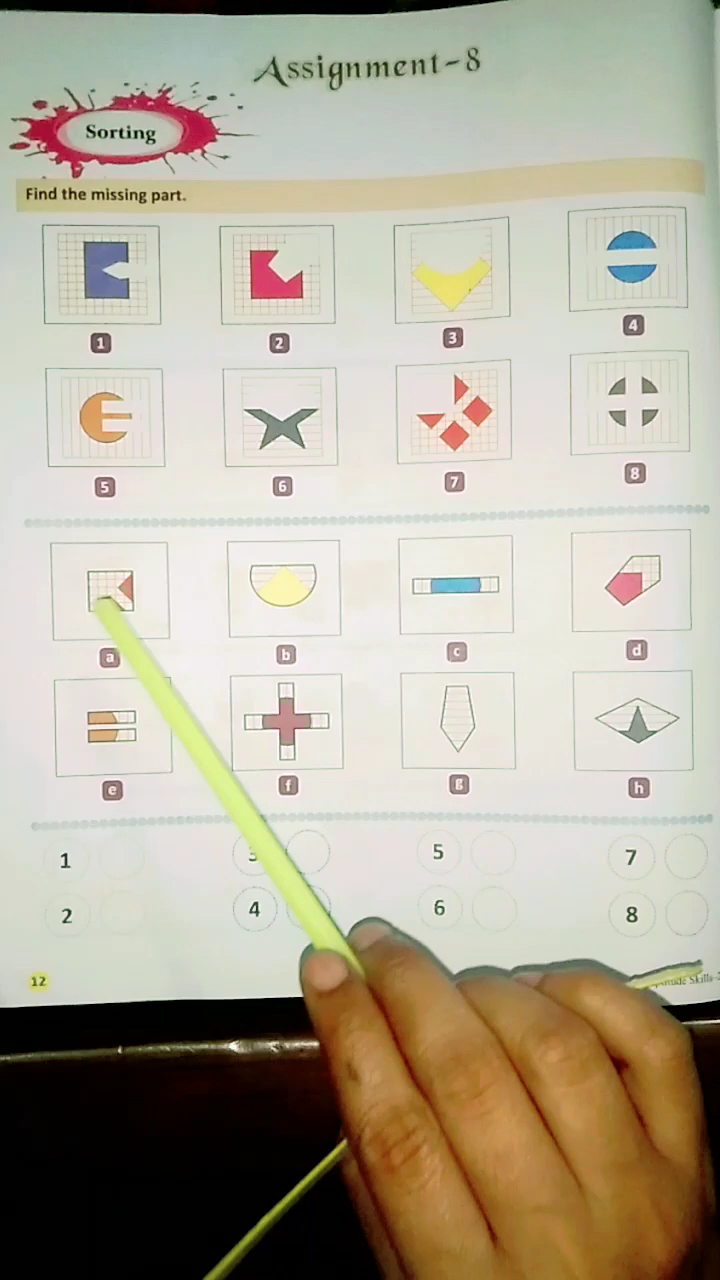 Assignment-8
Sorting
Find the missing part.
1 2 3 4
5 6 7 8
a b c d
e f g h
1 5 7
2 4 6 8
12